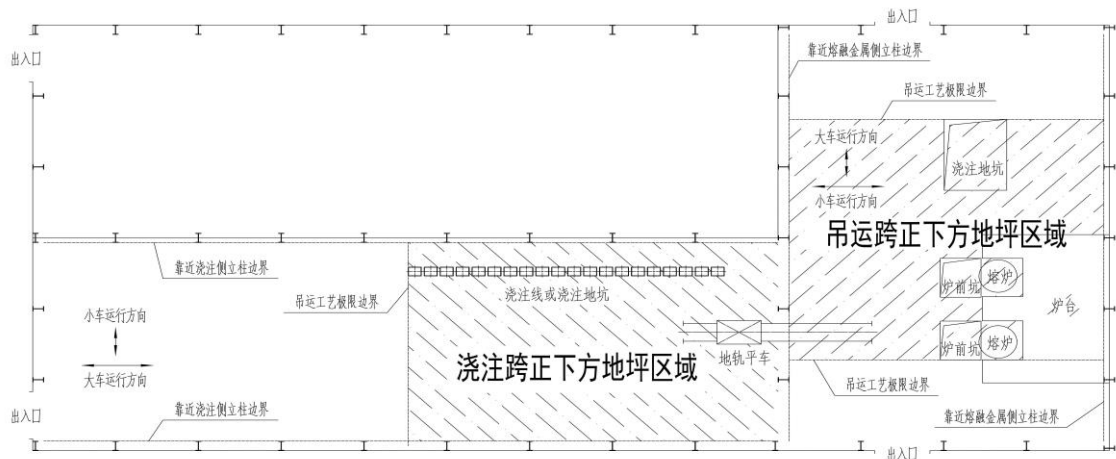 出入口
出入口
靠近熔融金属侧立柱边界
吊运工艺极限边界
大车运行方向
小车运行方向
浇注地坑
吊运跨正下方地坪区域
靠近浇注侧立柱边界
吊运工艺极限边界
浇注线或浇注地坑
炉前坑
熔炉
炉台
小车运行方向
大车运行方向
地轨平车
炉前坑
熔炉
浇注跨正下方地坪区域
吊运工艺极限边界
靠近浇注侧立柱边界
出入口
靠近熔融金属侧立柱边界
出入口